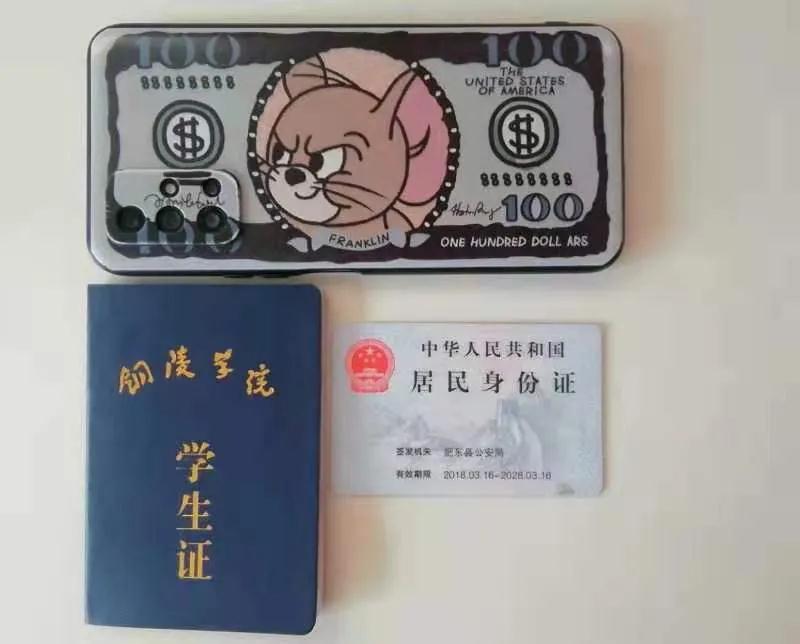 100 100
THE
UNITED STATES
OF AMERICA
$ $
100
100
FRANKLIN
ONE HUNDRED DOLL ARS
铜陵学院
学生证
中华人民共和国
居民身份证
签发机关 肥东县公安局
有效期限 2018.03.16-2028.03.16